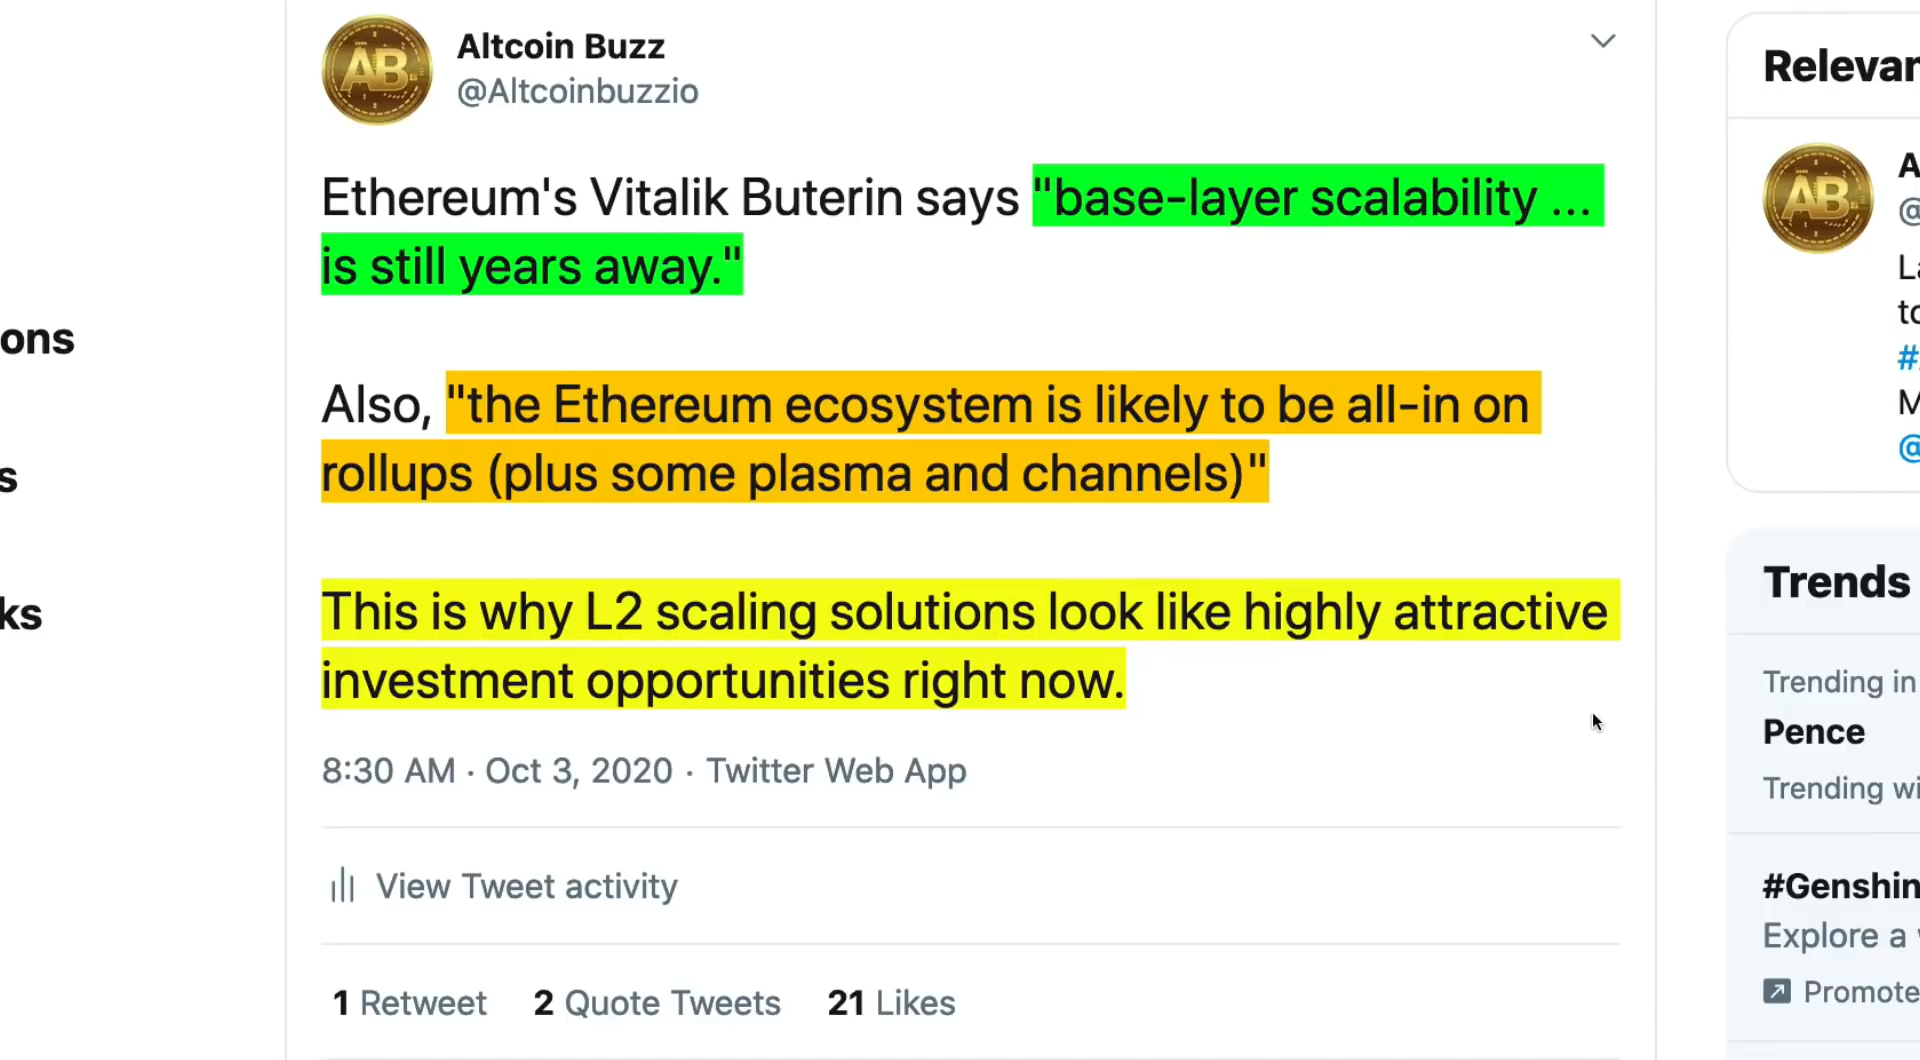 Altcoin Buzz
@Altcoinbuzzio
Ethereum's Vitalik Buterin says "base-layer scalability ...
is still years away."
Also, "the Ethereum ecosystem is likely to be all-in on
rollups (plus some plasma and channels)"
This is why L2 scaling solutions look like highly attractive
investment opportunities right now.
8:30 AM · Oct 3, 2020 · Twitter Web App
View Tweet activity
1 Retweet 2 Quote Tweets 21 Likes
ons
s
ks
AB
AB
Relevan
A
@
La
to
#
M
@
Trends
Trending in
Pence
Trending wi
#Genshin
Explore a
Promote